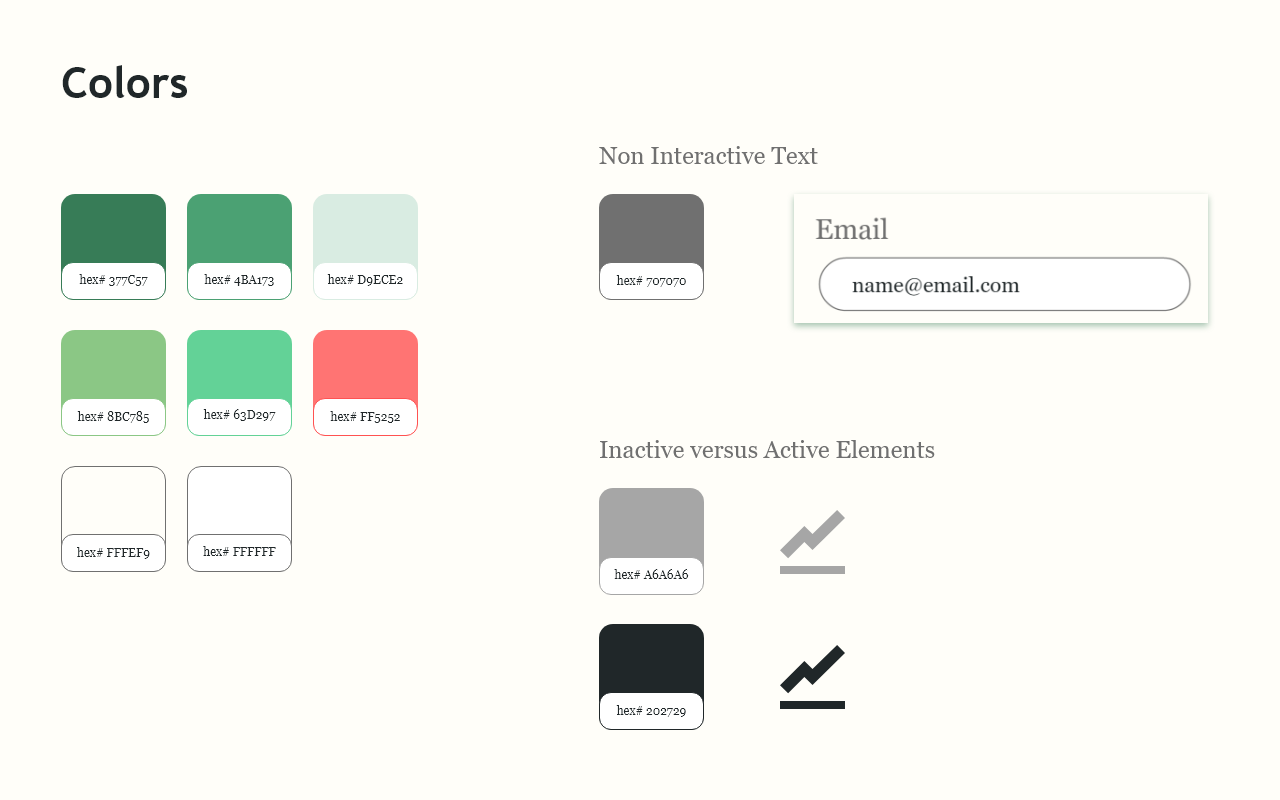 Colors
hex# 377C57
hex# 4BA173
hex# D9ECE2
hex# 8BC785
hex# 63D297
hex# FF5252
hex# FFFEF9
hex# FFFFFF
Non Interactive Text
hex# 707070
Email
name@email.com
Inactive versus Active Elements
hex# A6A6A6
hex# 202729